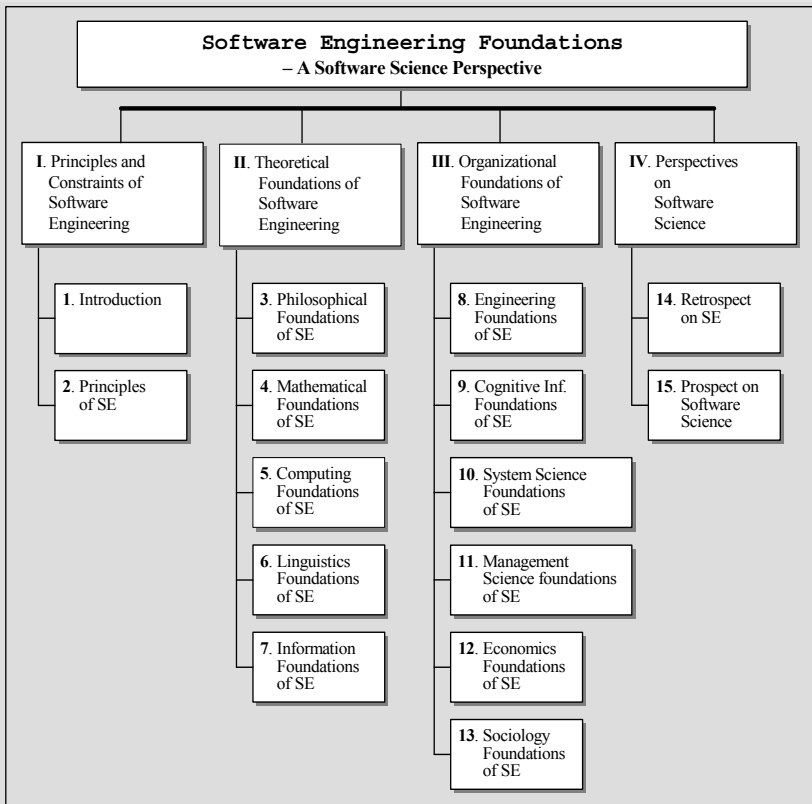 Software Engineering Foundations
– A Software Science Perspective
I. Principles and
Constraints of
Software
Engineering
1. Introduction
2. Principles
of SE
II. Theoretical
Foundations of
Software
Engineering
3. Philosophical
Foundations
of SE
4. Mathematical
Foundations
of SE
5. Computing
Foundations
of SE
6. Linguistics
Foundations
of SE
7. Information
Foundations
of SE
III. Organizational
Foundations of
Software
Engineering
8. Engineering
Foundations
of SE
9. Cognitive Inf.
Foundations
of SE
10. System Science
Foundations
of SE
11. Management
Science foundations
of SE
12. Economics
Foundations
of SE
13. Sociology
Foundations
of SE
IV. Perspectives
on
Software
Science
14. Retrospect
on SE
15. Prospect on
Software
Science